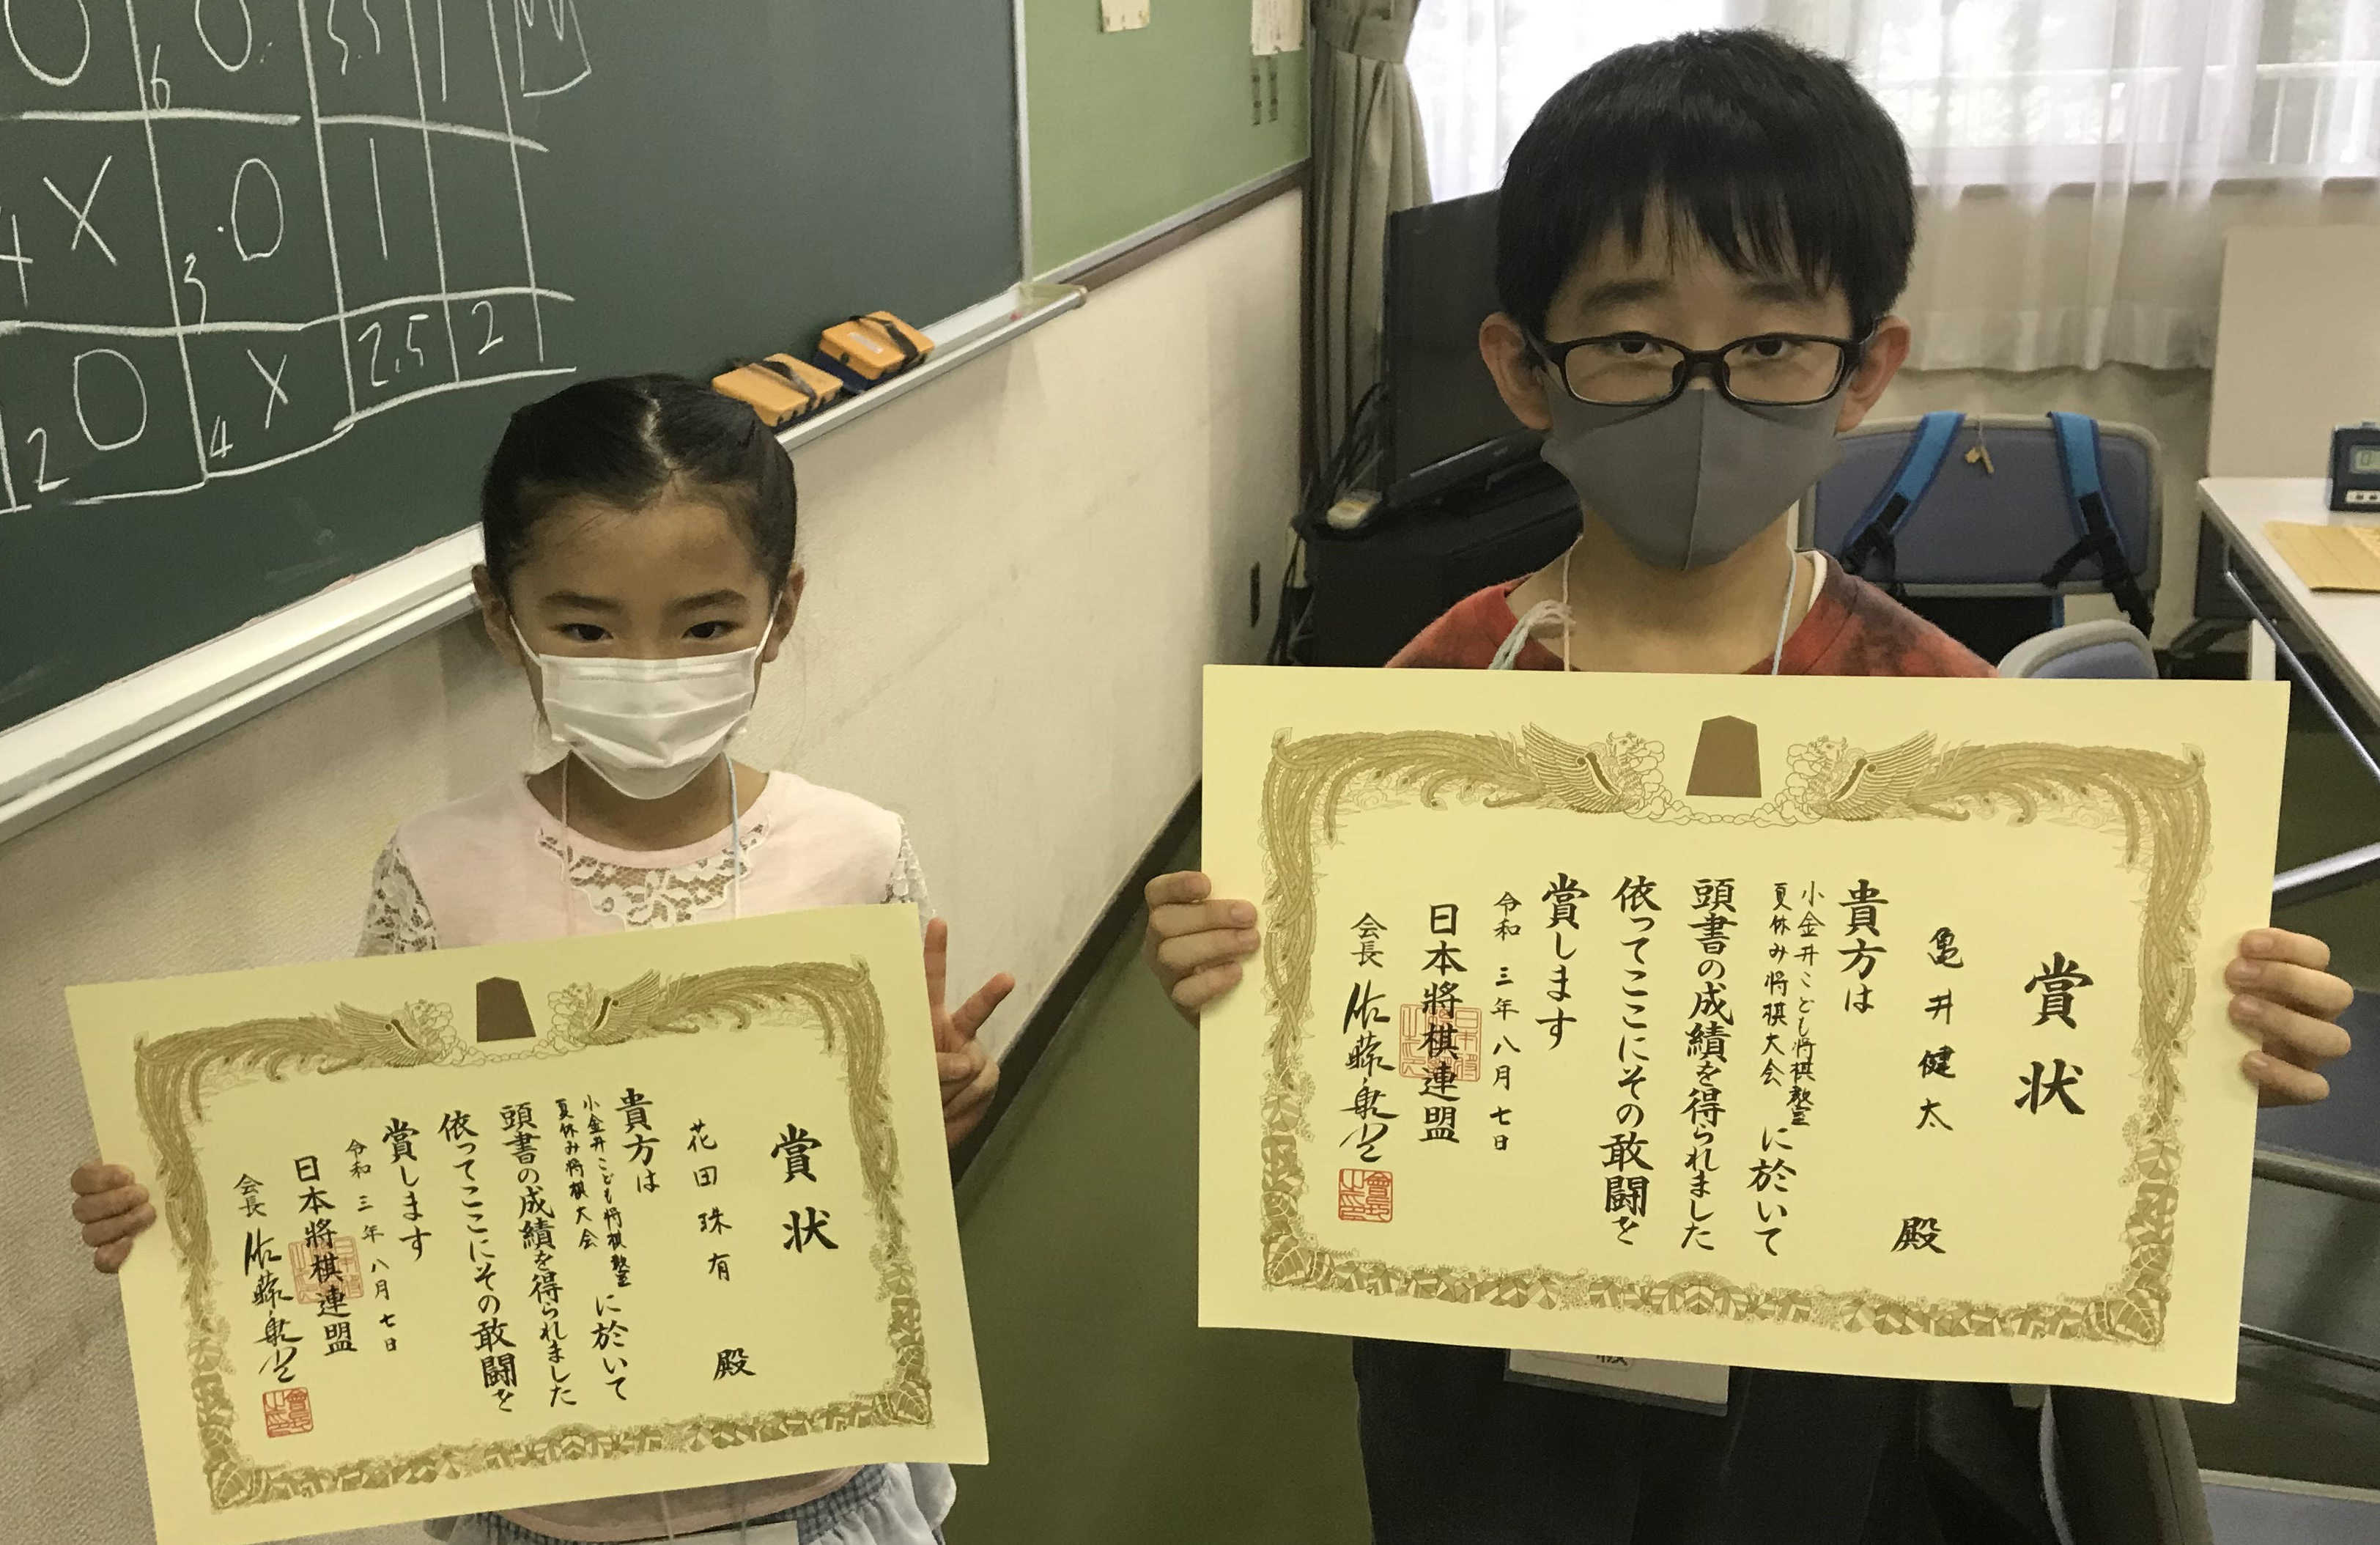 0
6
0
3.5
1
4
X
3
0
1
2
0
4
X
2.5
2
賞状
花田珠有 殿
貴方は
小金井こども将棋教室
夏休み将棋大会
に於いて
頭書の成績を得られました
依ってここにその敢闘を
賞します
令和三年八月七日
日本將棋連盟
会長 佐藤康光
賞状
亀井健太 殿
貴方は
小金井こども将棋教室
夏休み将棋大会
に於いて
頭書の成績を得られました
依ってここにその敢闘を
賞します
令和三年八月七日
日本將棋連盟
会長 佐藤康光